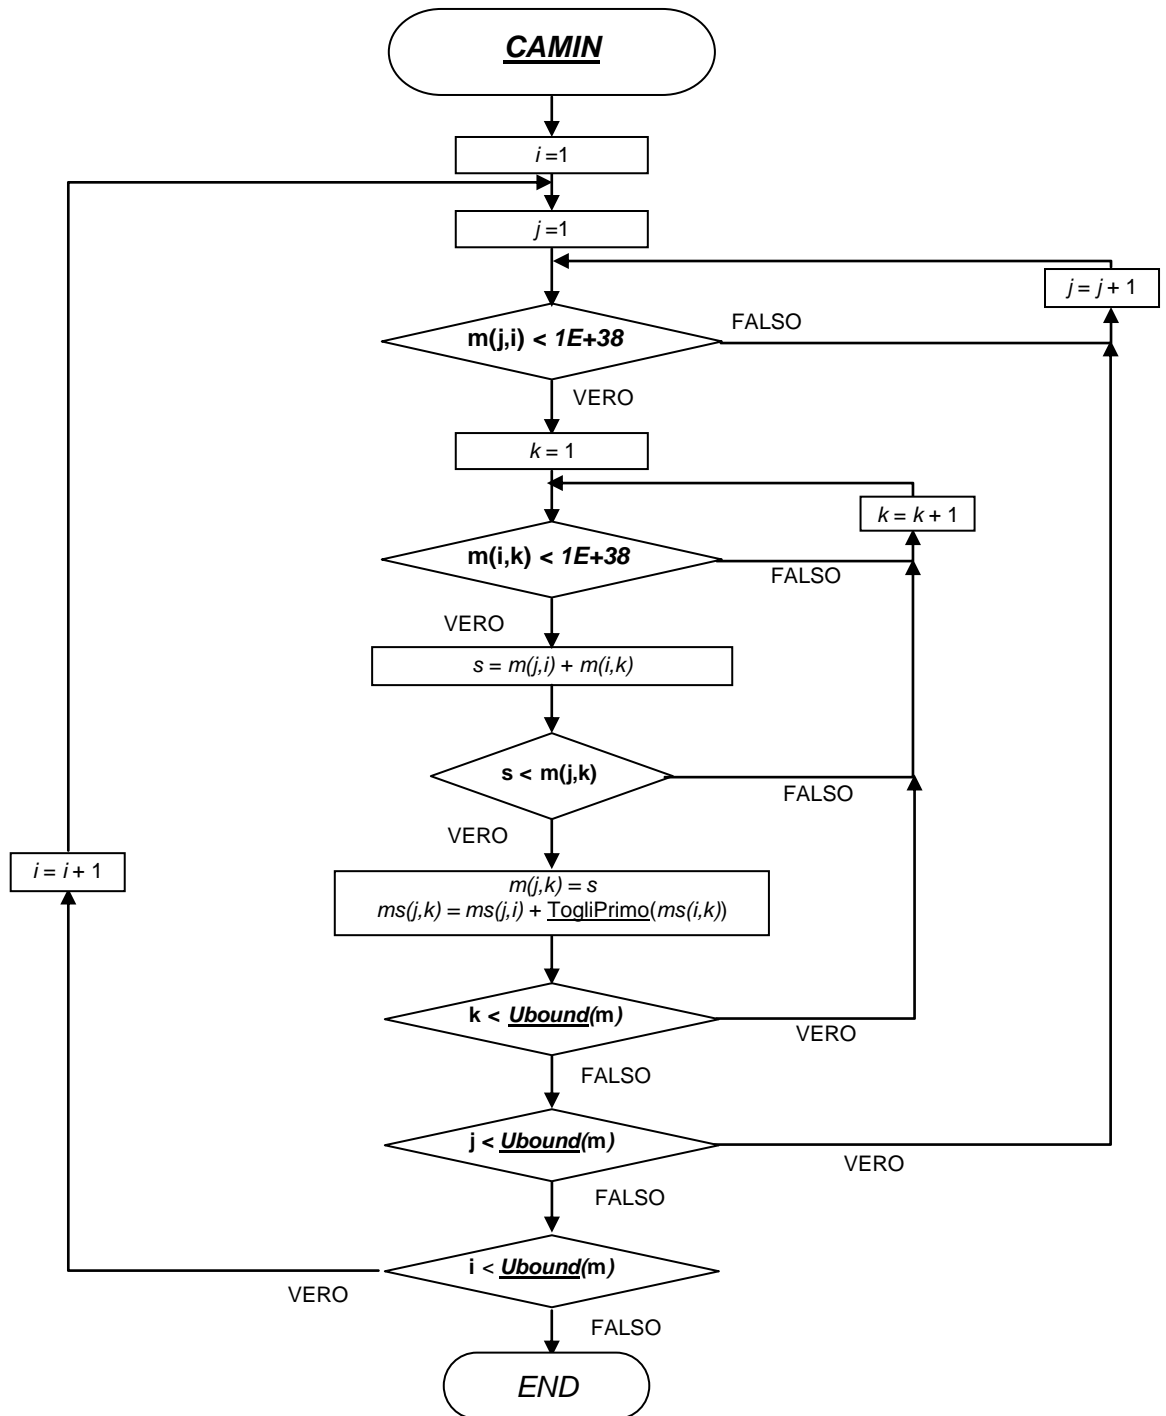 CAMIN
i =1
j =1
j = j + 1
m(j,i) < 1E+38
FALSO
VERO
k = 1
k = k + 1
m(i,k) < 1E+38
FALSO
VERO
s = m(j,i) + m(i,k)
s < m(j,k)
FALSO
VERO
i = i + 1
m(j,k) = s
ms(j,k) = ms(j,i) + TogliPrimo(ms(i,k))
k < Ubound(m)
VERO
FALSO
j < Ubound(m)
VERO
FALSO
i < Ubound(m)
VERO
FALSO
END